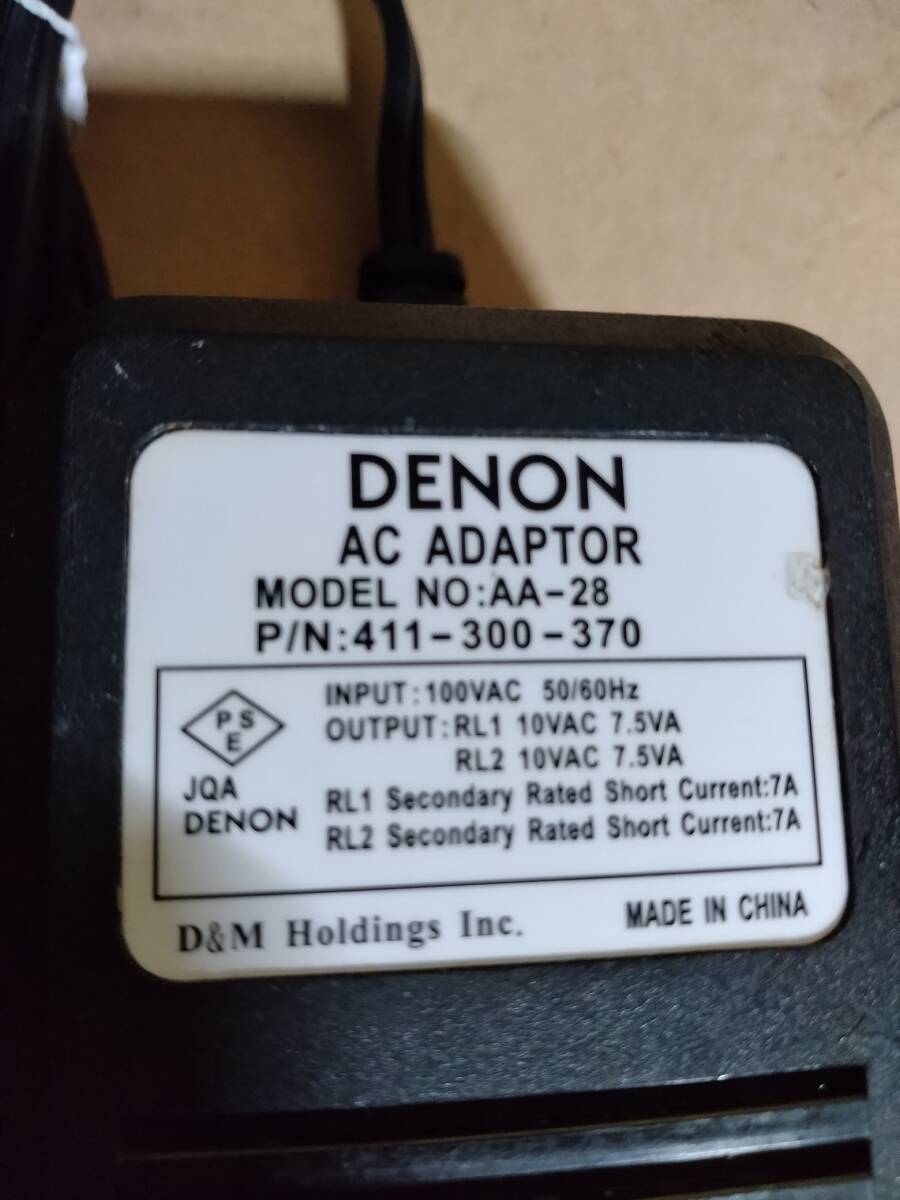 DENON
AC ADAPTOR
MODEL NO:AA-28
P/N:411-300-370
PSE
JQA
DENON
INPUT:100VAC 50/60Hz
OUTPUT:RL1 10VAC 7.5VA
RL2 10VAC 7.5VA
RL1 Secondary Rated Short Current:7A
RL2 Secondary Rated Short Current:7A
D&M Holdings Inc.
MADE IN CHINA